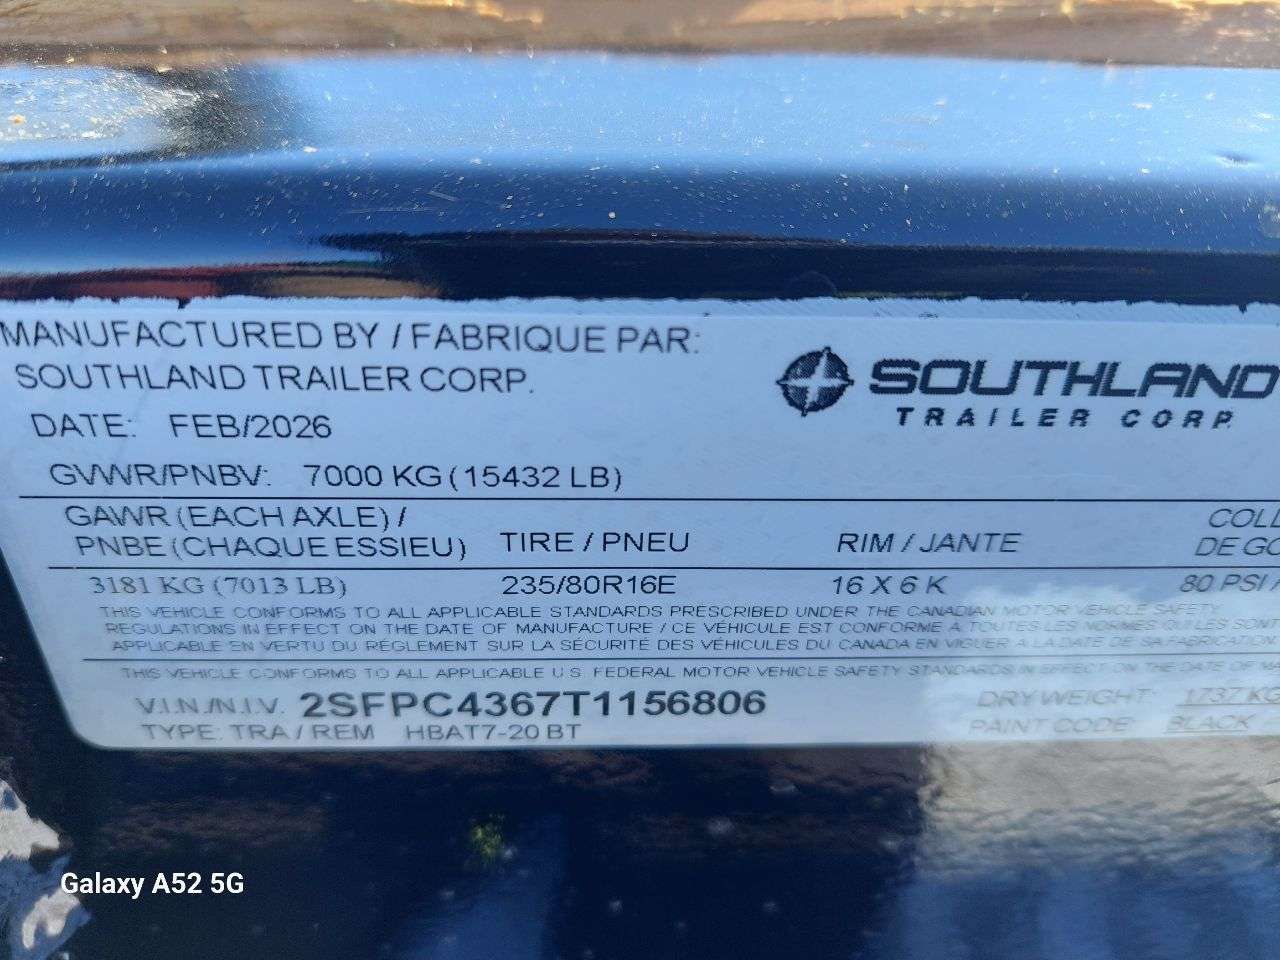 MANUFACTURED BY / FABRIQUE PAR:
SOUTHLAND TRAILER CORP.
SOUTHLAND
TRAILER CORP.
DATE: FEB/2026
GVWR/PNBV: 7000 KG (15432 LB)
GAWR (EACH AXLE) /
PNBE (CHAQUE ESSIEU) TIRE / PNEU RIM / JANTE
3181 KG (7013 LB) 235/80R16E 16 X 6 K 80 PSI
THIS VEHICLE CONFORMS TO ALL APPLICABLE STANDARDS PRESCRIBED UNDER THE CANADIAN MOTOR VEHICLE SAFETY
REGULATIONS IN EFFECT ON THE DATE OF MANUFACTURE / CE VÉHICULE EST CONFORME A TOUTES LES NORMES QUI LES SONT
APPLICABLE EN VERTU DU RÉGLEMENT SUR LA SÉCURITÉ DES VÉHICULES DU CANADA EN VIGUER A LA DATE DE
THIS VEHICLE CONFORMS TO ALL APPLICABLE U.S. FEDERAL MOTOR VEHICLE SAFETY STANDARDS IN EFFECT ON THE DATE OF
V.I.N./N.I.V. 2SFPC4367T1156806 DRY WEIGHT: 1737 KG
TYPE: TRA / REM HBAT7-20 BT PAINT CODE: BLACK
Galaxy A52 5G